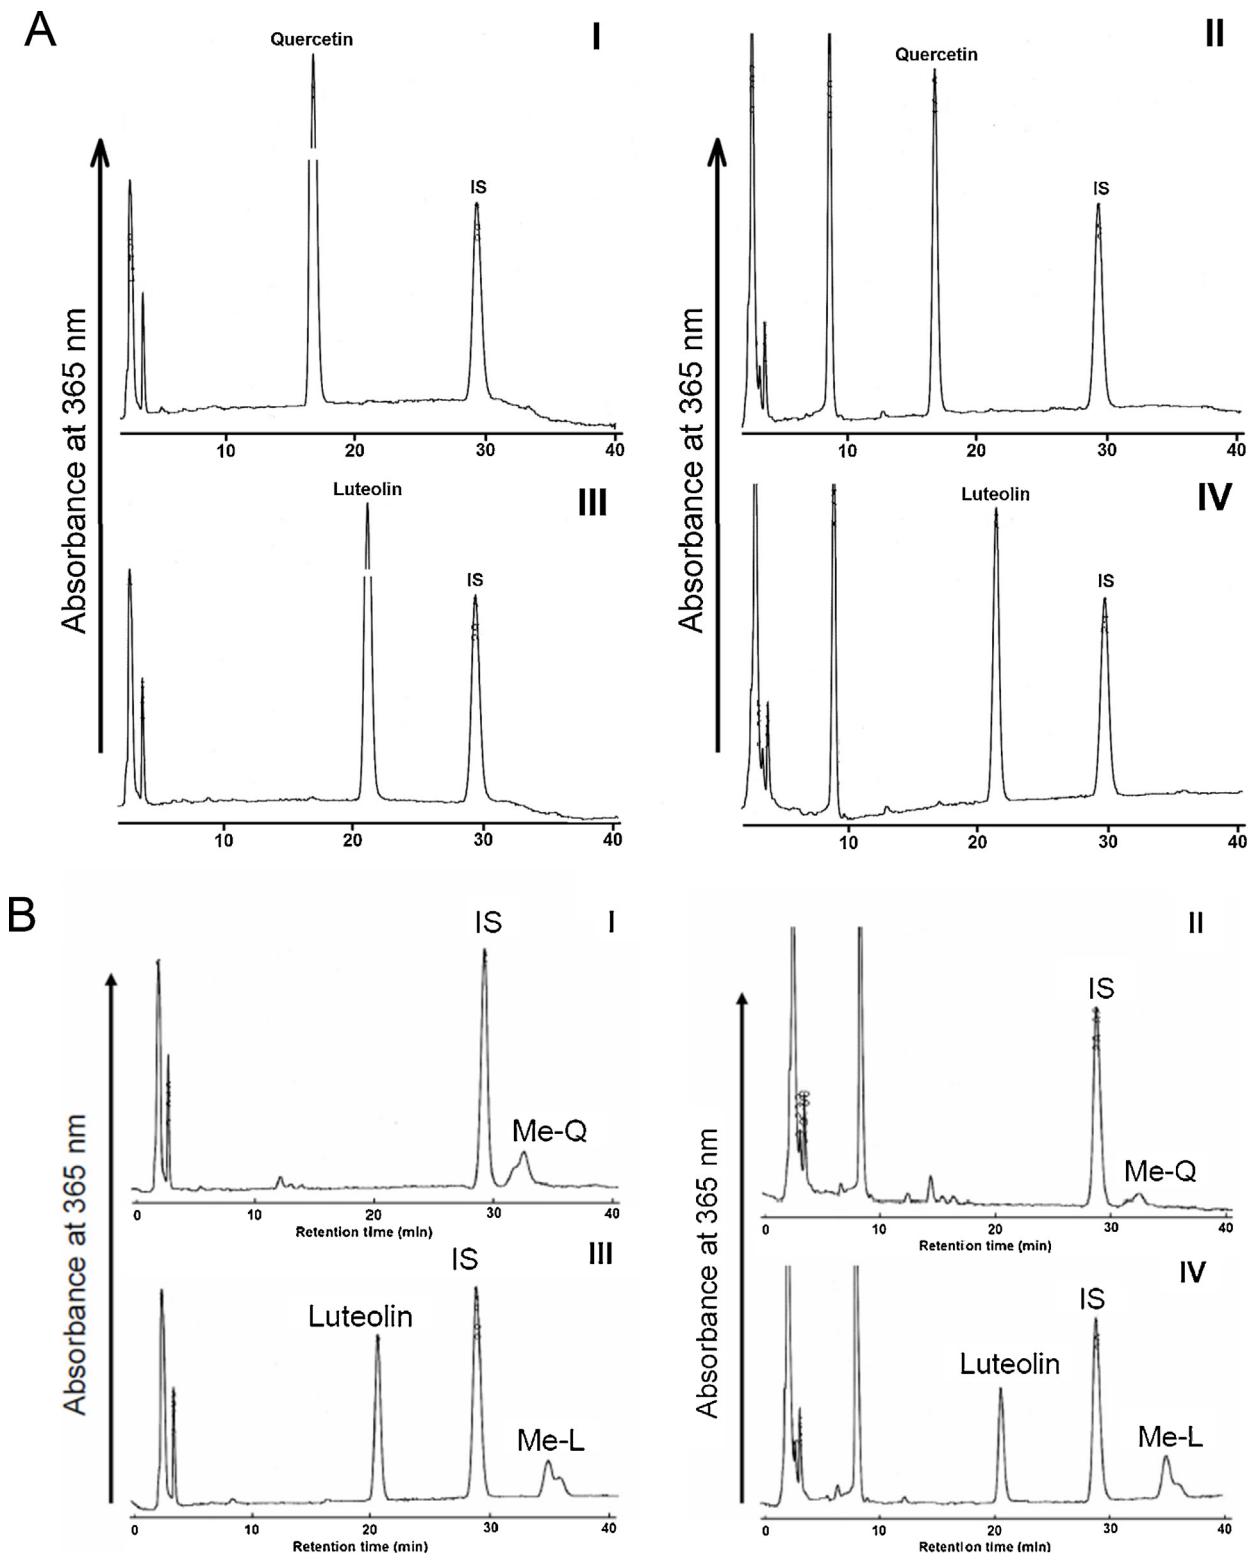 A
I
II
Quercetin
Quercetin
IS
IS
Absorbance at 365 nm
Absorbance at 365 nm
10 20 30 40
10 20 30 40
III
IV
Luteolin
Luteolin
IS
IS
10 20 30 40
10 20 30 40
B
I
II
IS
IS
Me-Q
Me-Q
Absorbance at 365 nm
Absorbance at 365 nm
0 10 20 30 40
Retention time (min)
0 10 20 30 40
Retention time (min)
III
IV
IS
IS
Luteolin
Luteolin
Me-L
Me-L
0 10 20 30 40
Retention time (min)
0 10 20 30 40
Retention time (min)